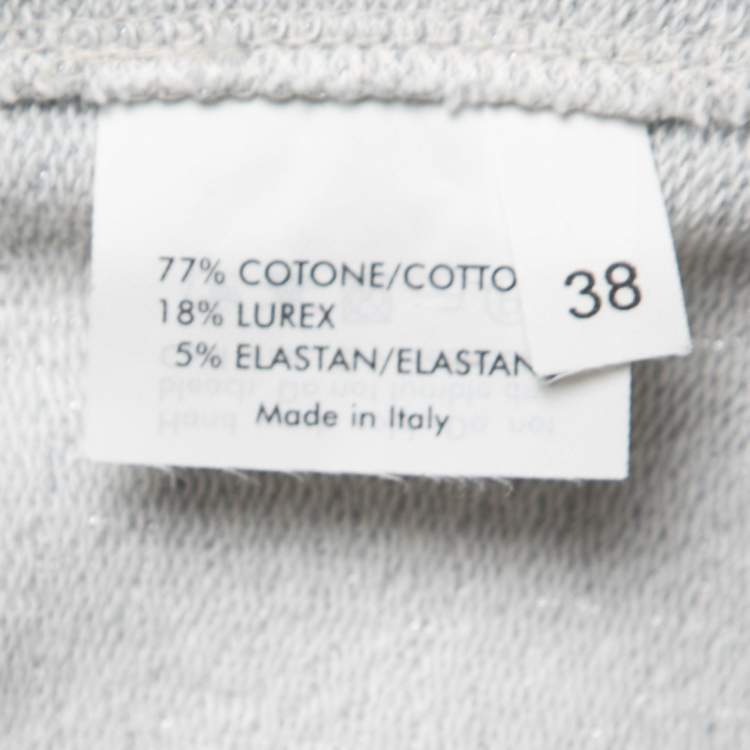 77% COTONE/COTTO
18% LUREX
5% ELASTAN/ELASTAN
Made in Italy
38